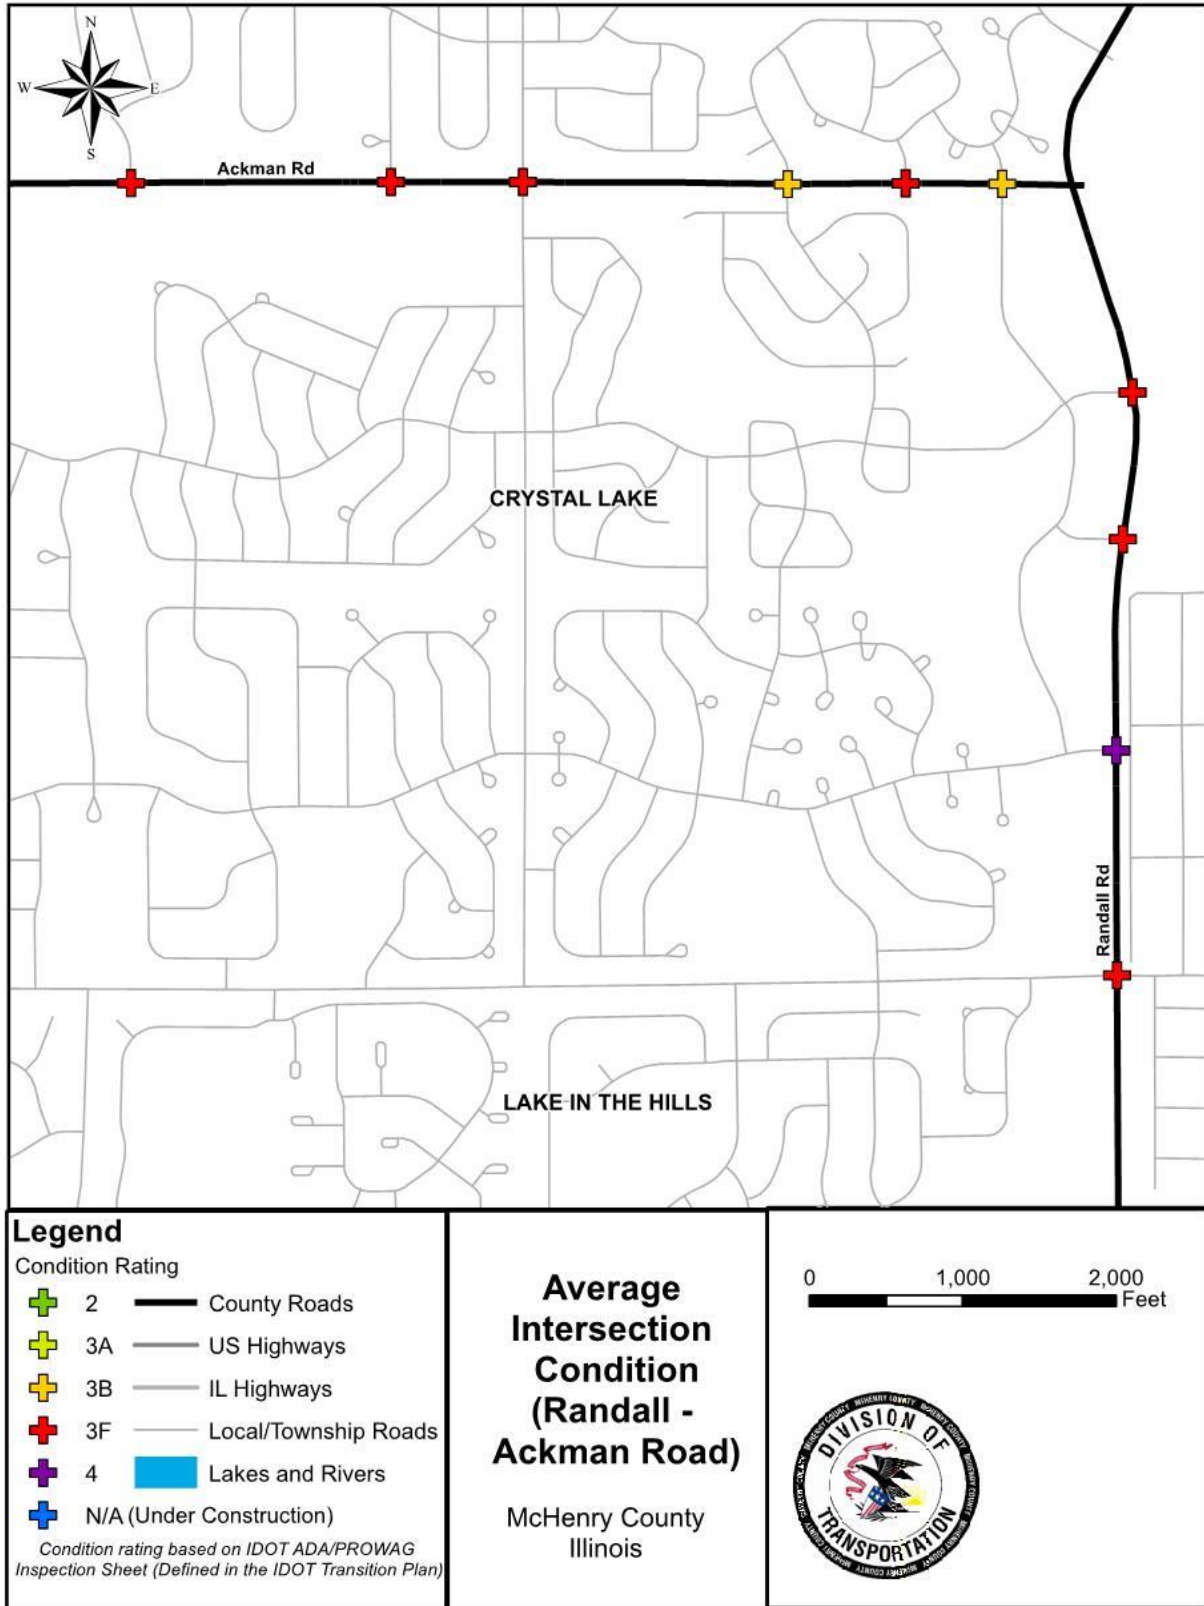 N
W E
S
Ackman Rd
CRYSTAL LAKE
Randall Rd
LAKE IN THE HILLS
Legend
Condition Rating
2 County Roads
3A US Highways
3B IL Highways
3F Local/Township Roads
4 Lakes and Rivers
N/A (Under Construction)
Condition rating based on IDOT ADA/PROWAG
Inspection Sheet (Defined in the IDOT Transition Plan)
Average
Intersection
Condition
(Randall -
Ackman Road)
McHenry County
Illinois
0 1,000 2,000
Feet
DIVISION OF
TRANSPORTATION